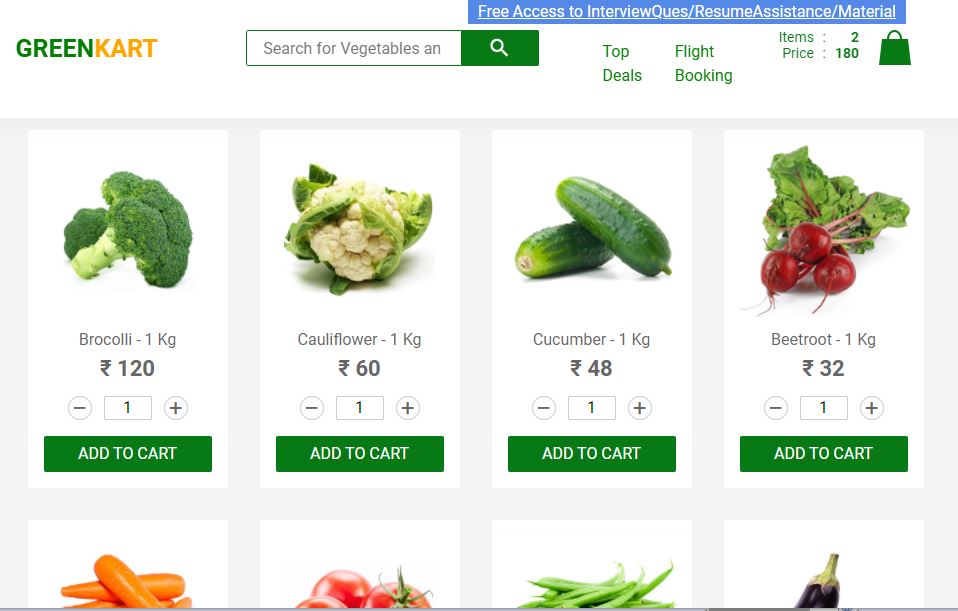 Free Access to InterviewQues/ResumeAssistance/Material
GREENKART
Search for Vegetables an
Top
Deals
Flight
Booking
Items : 2
Price : 180
Brocolli - 1 Kg
₹ 120
− 1 +
ADD TO CART
Cauliflower - 1 Kg
₹ 60
− 1 +
ADD TO CART
Cucumber - 1 Kg
₹ 48
− 1 +
ADD TO CART
Beetroot - 1 Kg
₹ 32
− 1 +
ADD TO CART